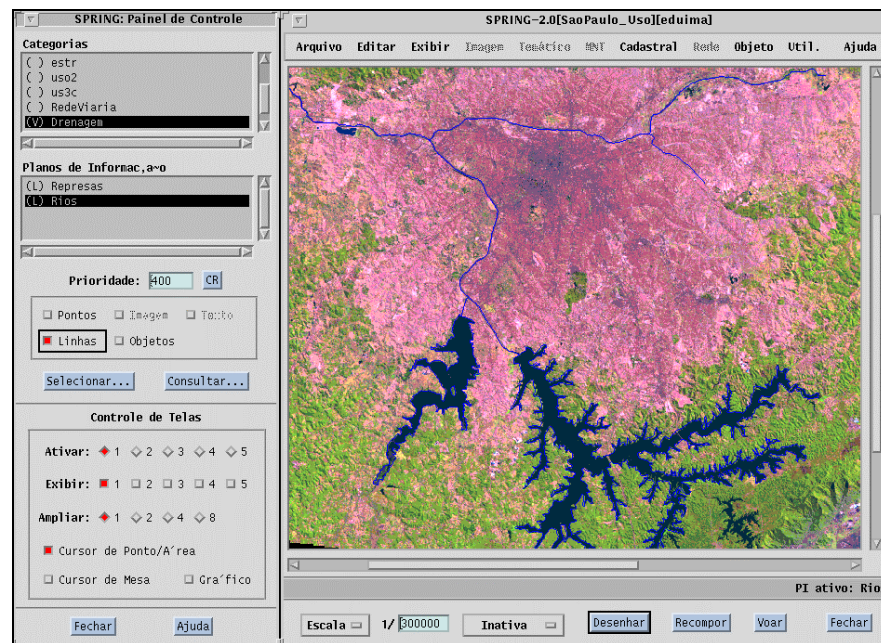 SPRING: Painel de Controle
Categorias
( ) estr
( ) uso2
( ) us3c
( ) RedeViaria
(V) Drenagem
Planos de Informac,a~o
(L) Represas
(L) Rios
Prioridade: 400 CR
Pontos Imagem Texto
Linhas Objetos
Selecionar... Consultar...
Controle de Telas
Ativar: 1 2 3 4 5
Exibir: 1 2 3 4 5
Ampliar: 1 2 4 8
Cursor de Ponto/A´rea
Cursor de Mesa Gra´fico
Fechar Ajuda
SPRING-2.0[SaoPaulo_Uso][eduima]
Arquivo Editar Exibir Imagem Temático MNT Cadastral Rede Objeto Util. Ajuda
PI ativo: Rio
Escala 1/ 300000 Inativa Desenhar Recompor Voar Fechar